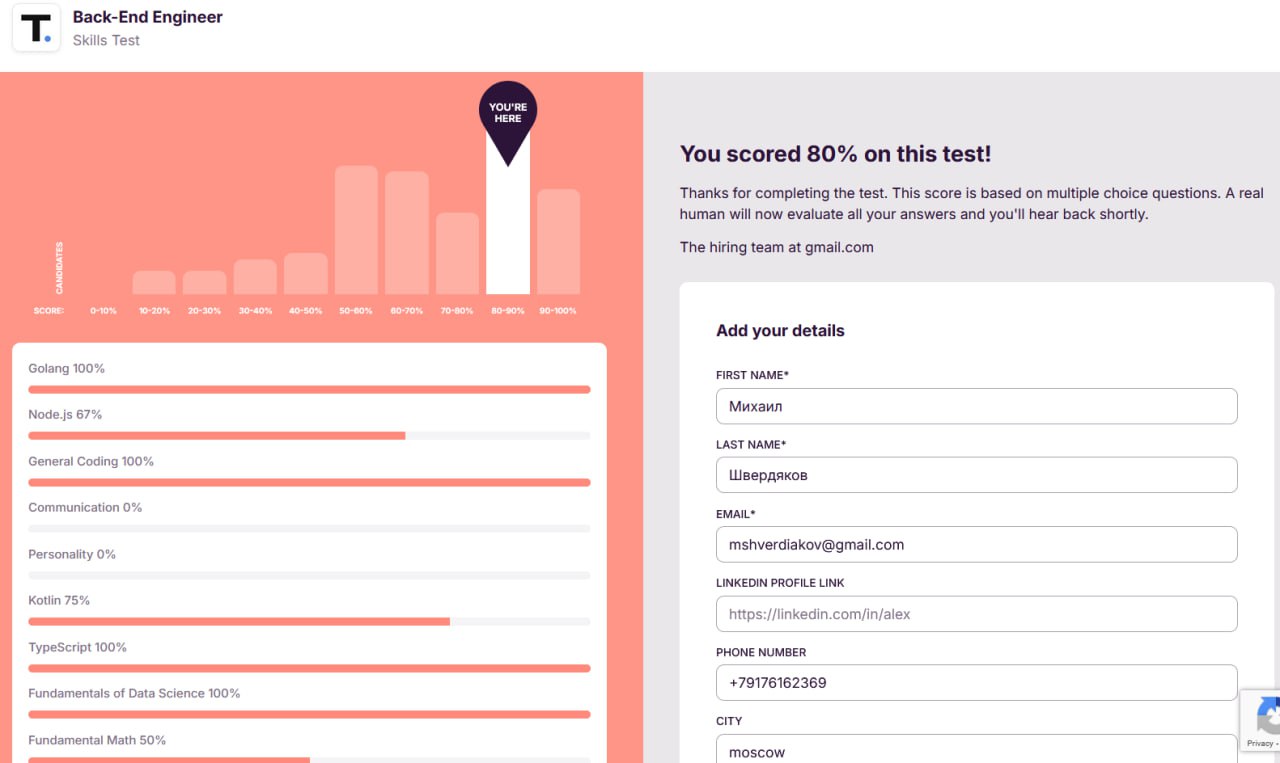 T.
Back-End Engineer
Skills Test
YOU'RE
HERE
CANDIDATES
SCORE:
0-10%
10-20%
20-30%
30-40%
40-50%
50-60%
60-70%
70-80%
80-90%
90-100%
Golang 100%
Node.js 67%
General Coding 100%
Communication 0%
Personality 0%
Kotlin 75%
TypeScript 100%
Fundamentals of Data Science 100%
Fundamental Math 50%
You scored 80% on this test!
Thanks for completing the test. This score is based on multiple choice questions. A real
human will now evaluate all your answers and you'll hear back shortly.
The hiring team at gmail.com
Add your details
FIRST NAME*
Михаил
LAST NAME*
Швердяков
EMAIL*
mshverdiakov@gmail.com
LINKEDIN PROFILE LINK
https://linkedin.com/in/alex
PHONE NUMBER
+79176162369
CITY
moscow
Privacy -